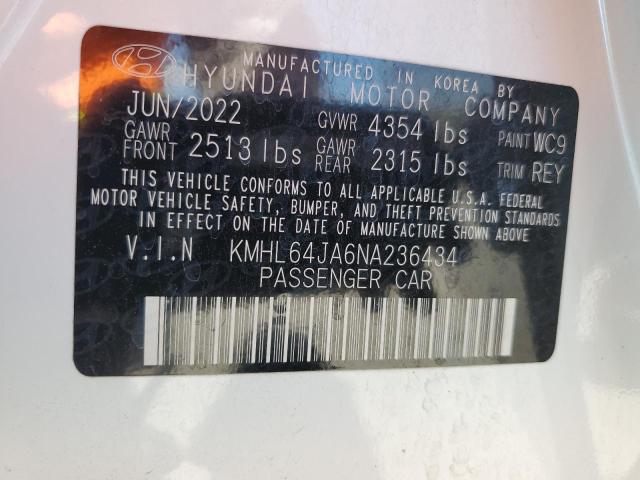 MANUFACTURED IN KOREA BY
HYUNDAI MOTOR COMPANY
JUN/2022 GVWR 4354 lbs PAINT WC9
GAWR FRONT 2513 lbs GAWR REAR 2315 lbs TRIM REY
THIS VEHICLE CONFORMS TO ALL APPLICABLE U.S.A. FEDERAL
MOTOR VEHICLE SAFETY, BUMPER, AND THEFT PREVENTION STANDARDS
IN EFFECT ON THE DATE OF MANUFACTURE SHOWN ABOVE.
V.I.N KMHL64JA6NA236434
PASSENGER CAR